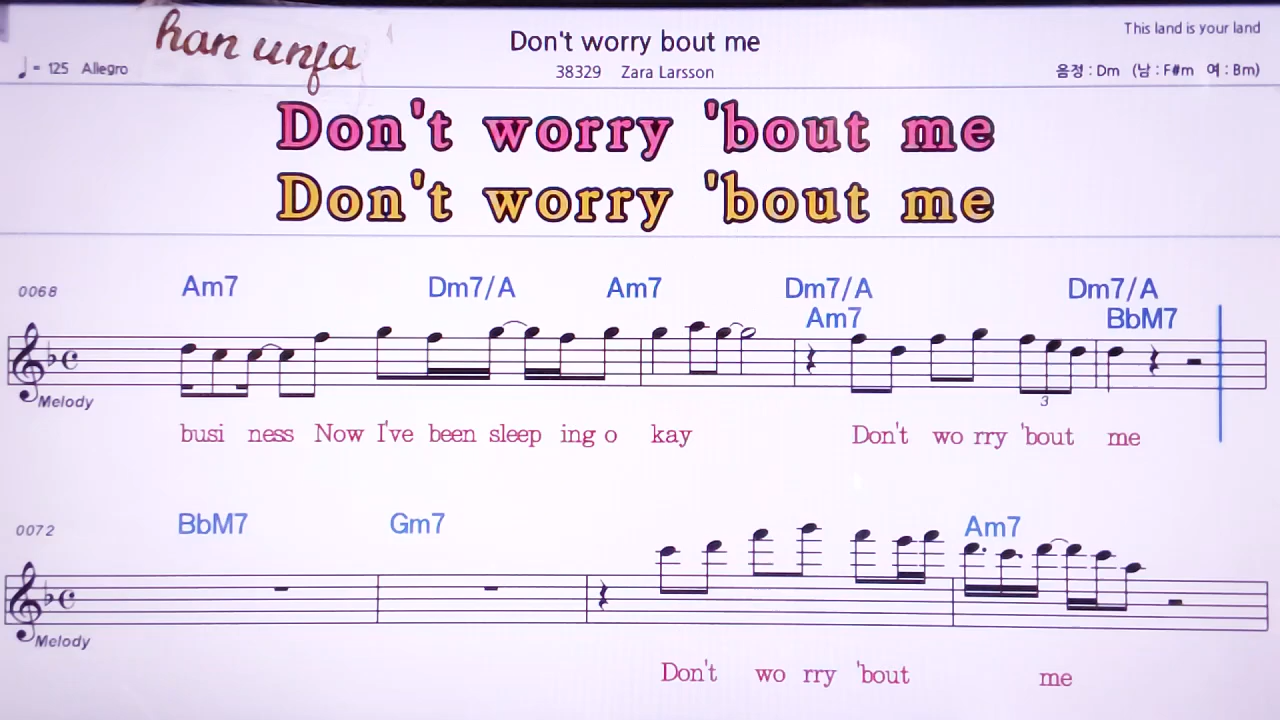 han unja
Don't worry bout me
This land is your land
♩= 125 Allegro
38329 Zara Larsson
음정 : Dm (남 : F#m 여 : Bm)
Don't worry 'bout me
Don't worry 'bout me
0068 Am7 Dm7/A Am7 Dm7/A Dm7/A
Am7 BbM7
3
Melody
busi ness Now I've been sleep ing o kay Don't wo rry 'bout me
0072 BbM7 Gm7 Am7
Melody
Don't wo rry 'bout me